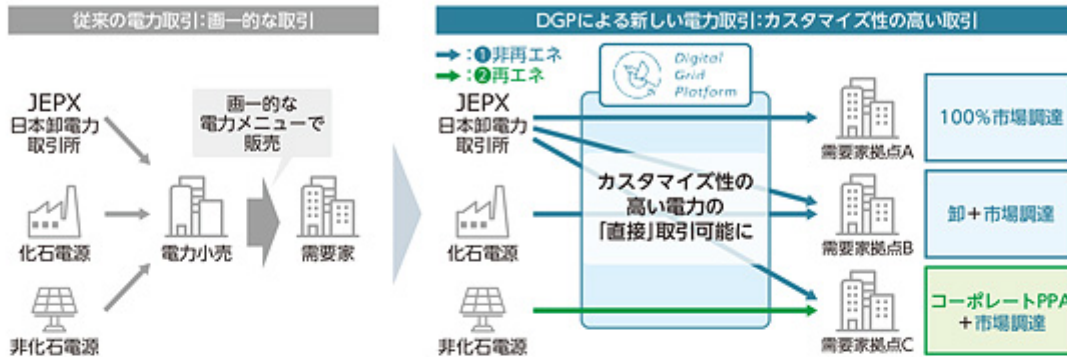 従来の電力取引：画一的な取引
JEPX
日本卸電力
取引所
化石電源
非化石電源
画一的な
電力メニューで
販売
電力小売
需要家
DGPによる新しい電力取引：カスタマイズ性の高い取引
→：❶非再エネ
→：❷再エネ
JEPX
日本卸電力
取引所
化石電源
非化石電源
Digital
Grid
Platform
カスタマイズ性の
高い電力の
「直接」取引可能に
需要家拠点A
100%市場調達
需要家拠点B
卸＋市場調達
需要家拠点C
コーポレートPPA
＋市場調達